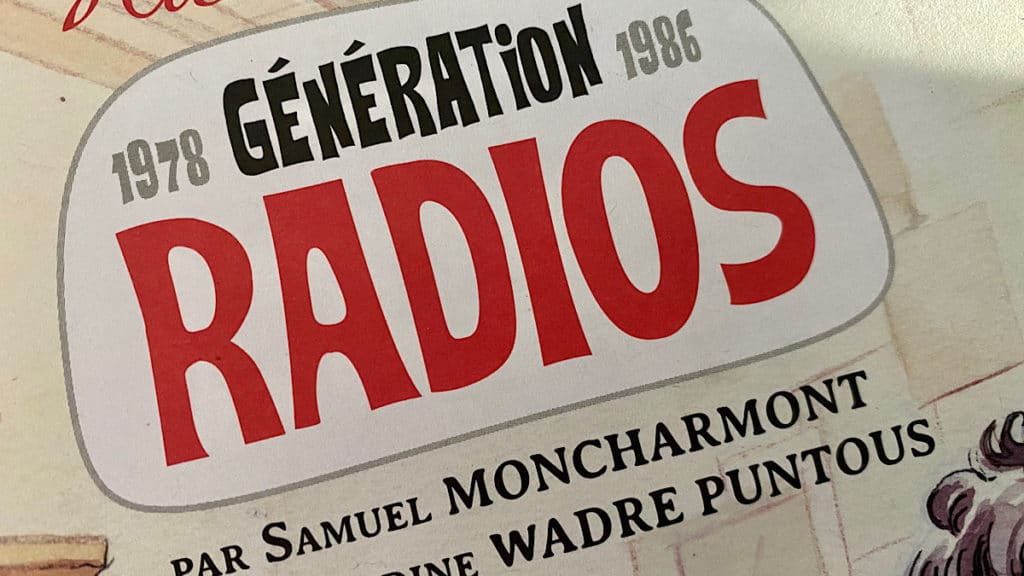 GÉNÉRATION
1978 1986
RADIOS
PAR SAMUEL MONCHARMONT
WADRE PUNTOUS